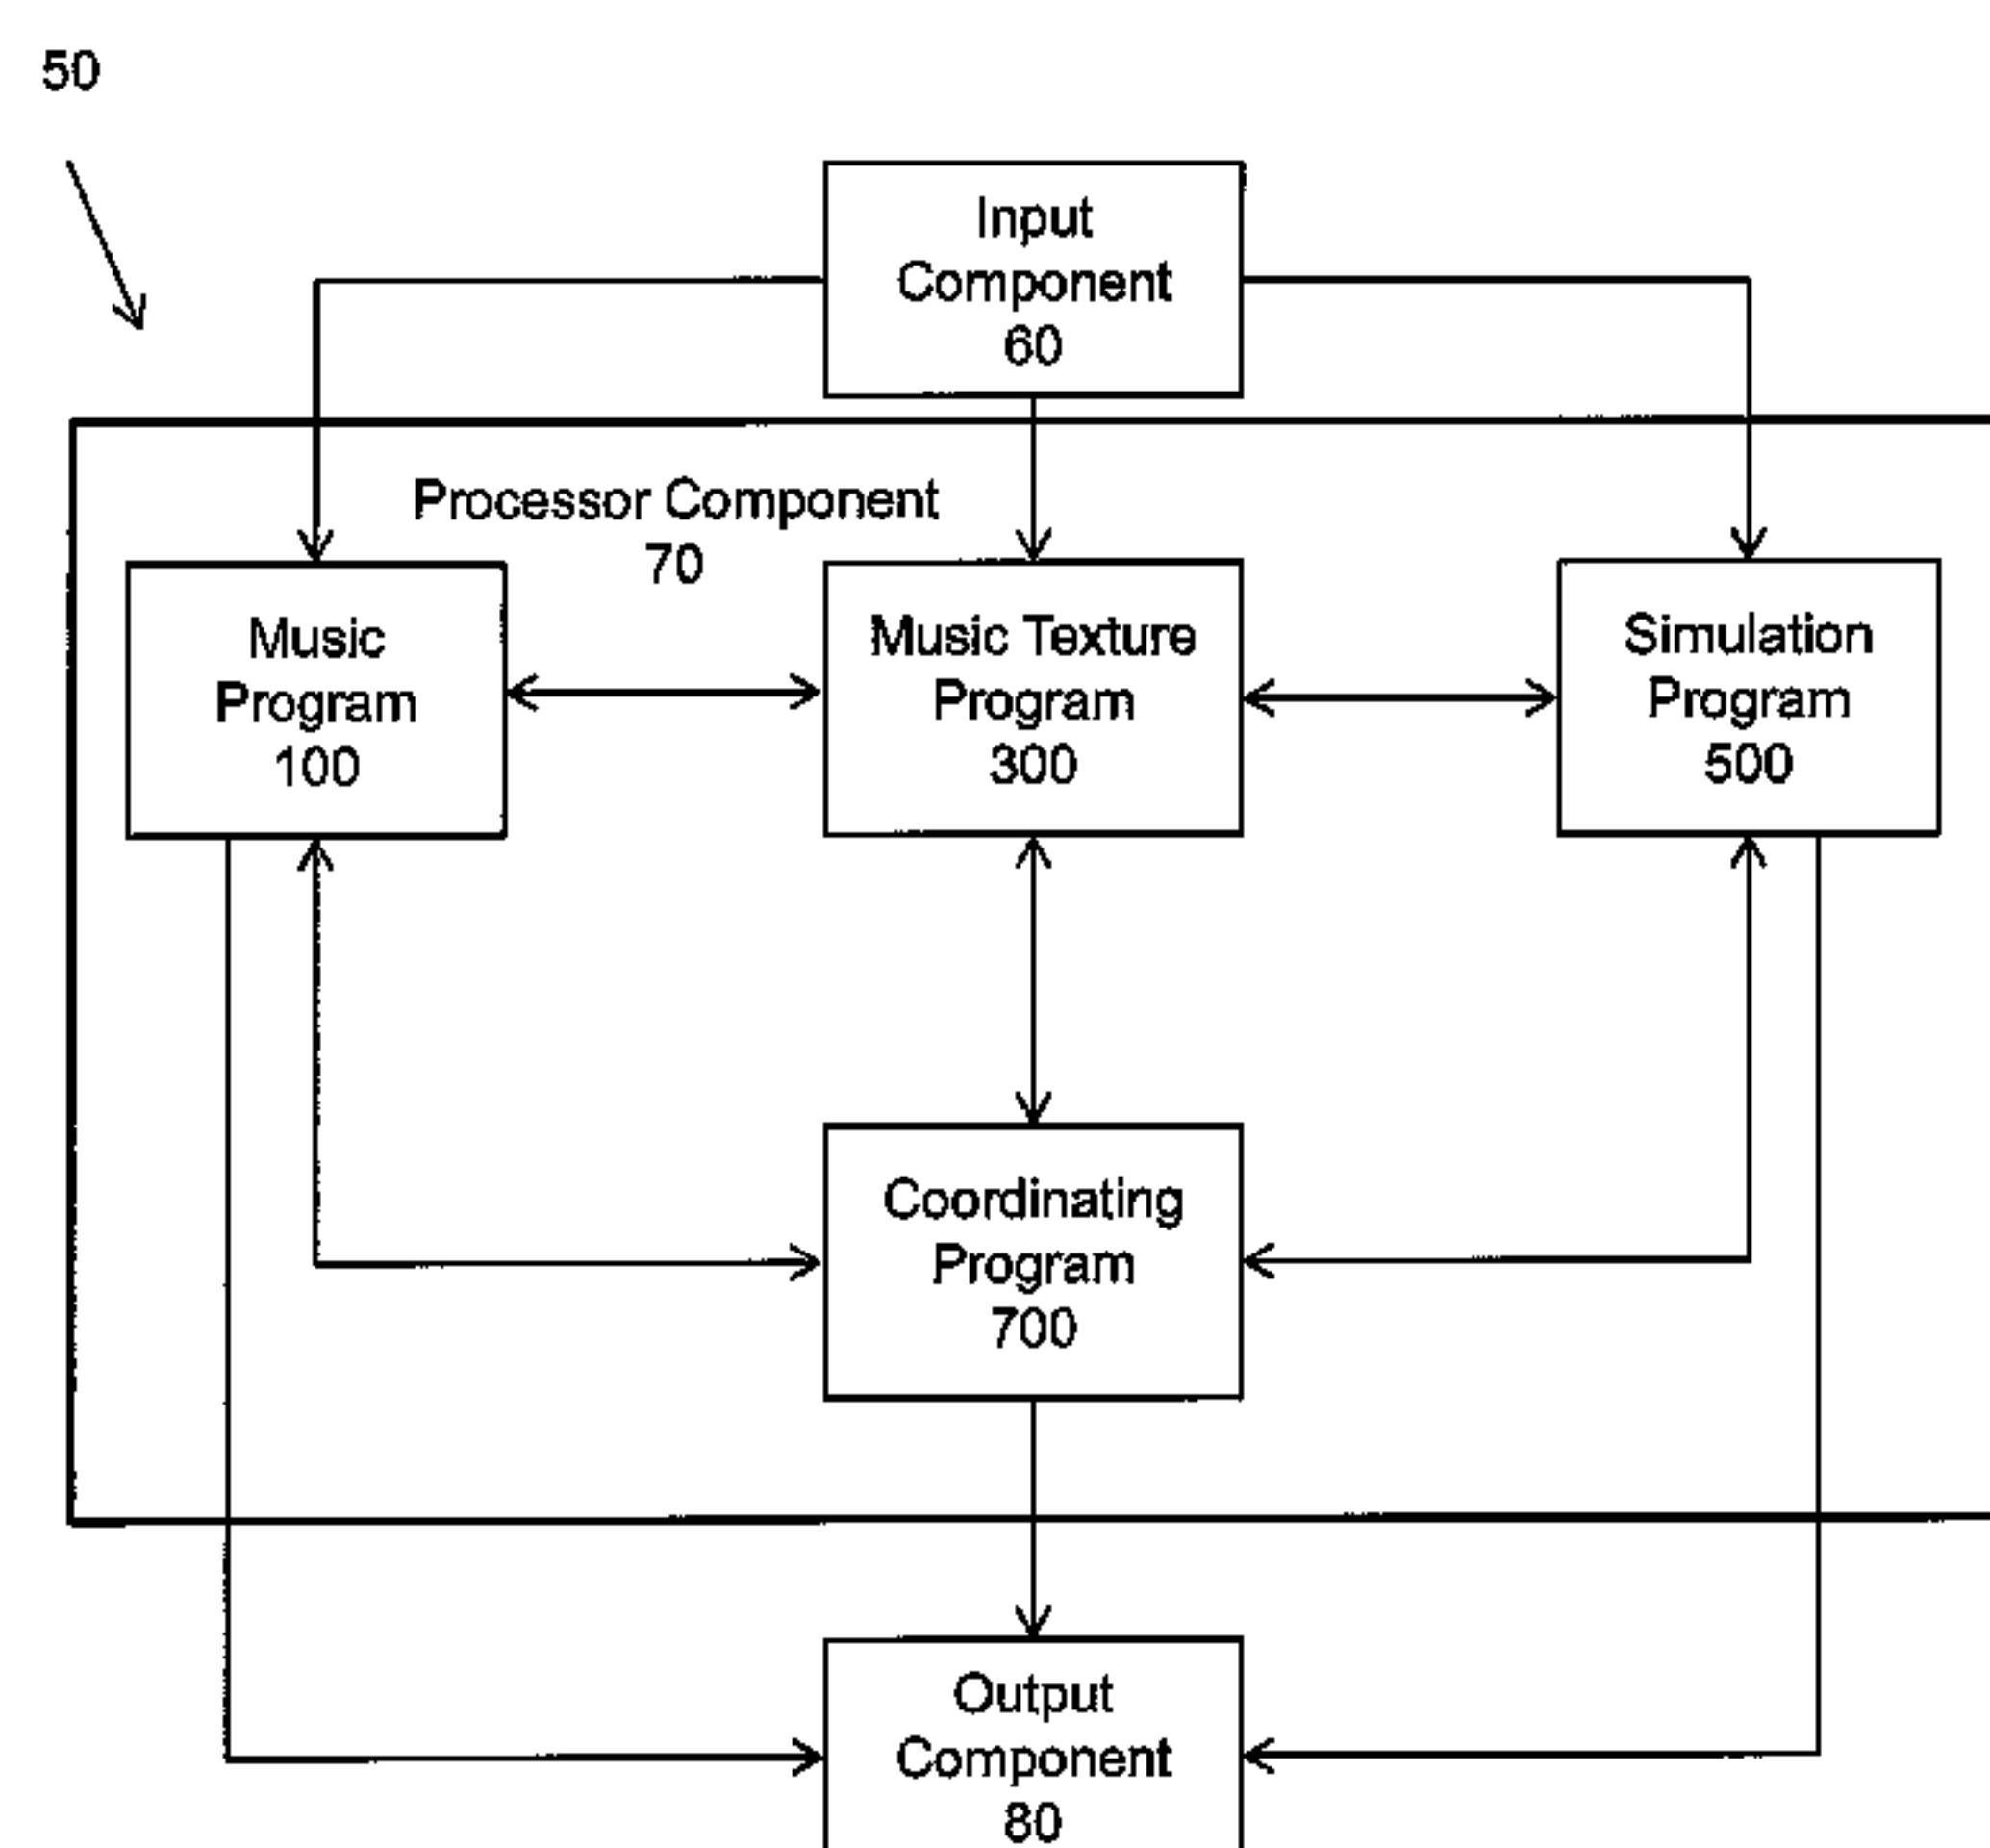 50
Input
Component
60
Processor Component
70
Music
Program
100
Music Texture
Program
300
Simulation
Program
500
Coordinating
Program
700
Output
Component
80